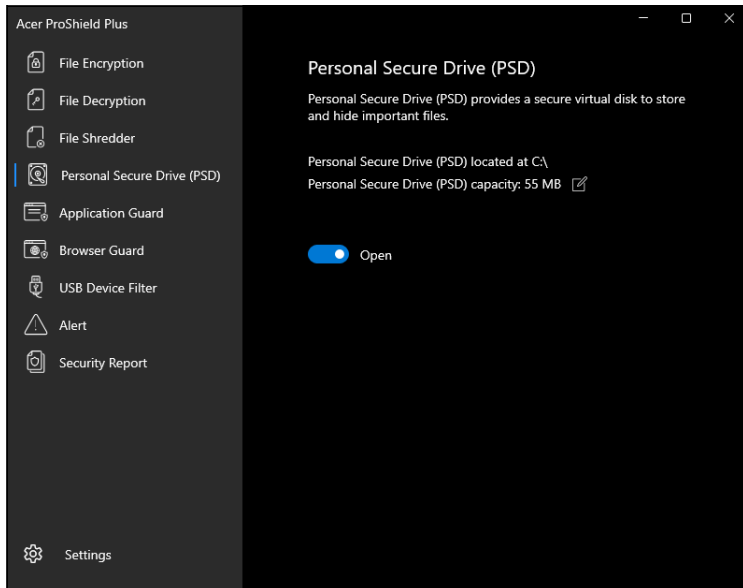 Acer ProShield Plus
File Encryption
File Decryption
File Shredder
Personal Secure Drive (PSD)
Application Guard
Browser Guard
USB Device Filter
Alert
Security Report
Settings
Personal Secure Drive (PSD)
Personal Secure Drive (PSD) provides a secure virtual disk to store
and hide important files.
Personal Secure Drive (PSD) located at C:\
Personal Secure Drive (PSD) capacity: 55 MB
Open